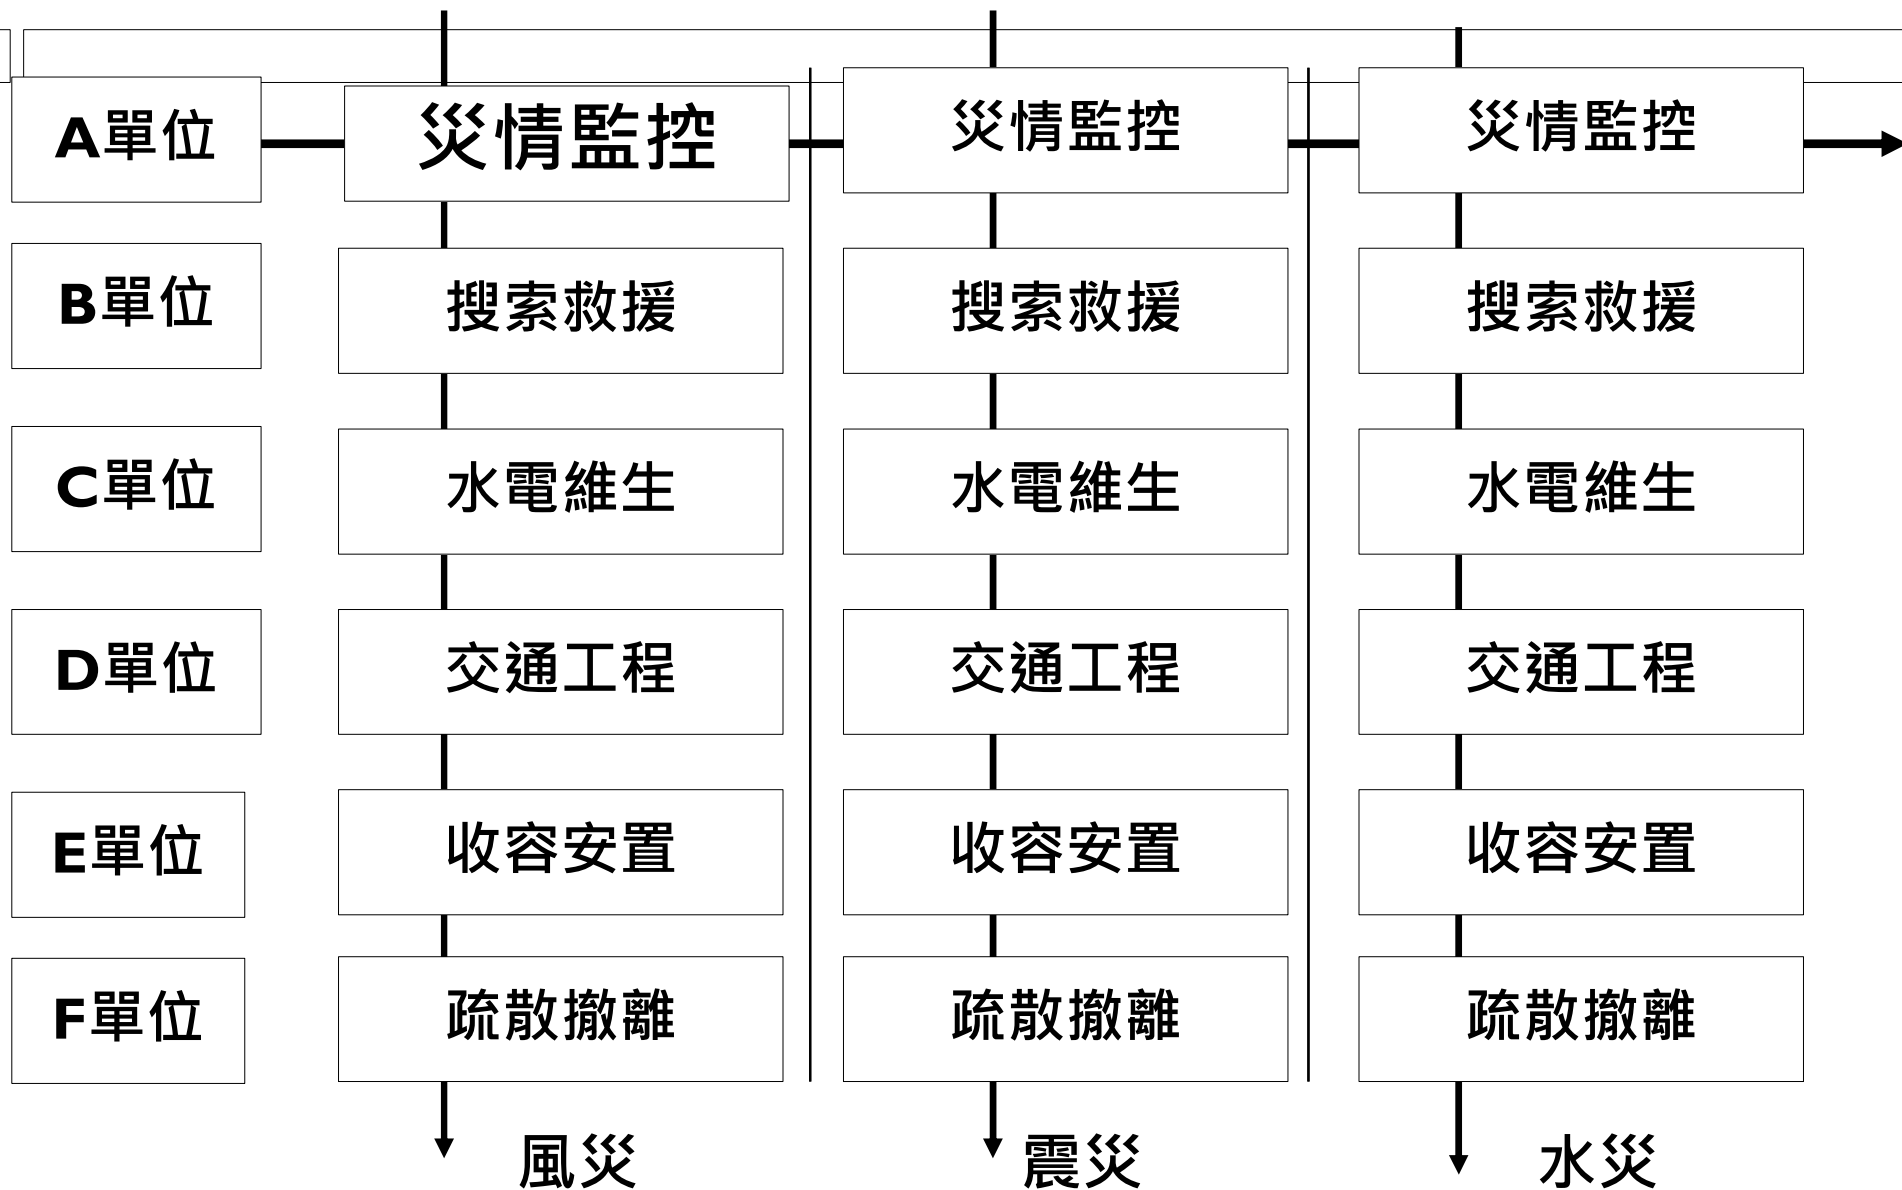 A單位 災情監控 災情監控 災情監控
B單位 搜索救援 搜索救援 搜索救援
C單位 水電維生 水電維生 水電維生
D單位 交通工程 交通工程 交通工程
E單位 收容安置 收容安置 收容安置
F單位 疏散撤離 疏散撤離 疏散撤離
風災 震災 水災